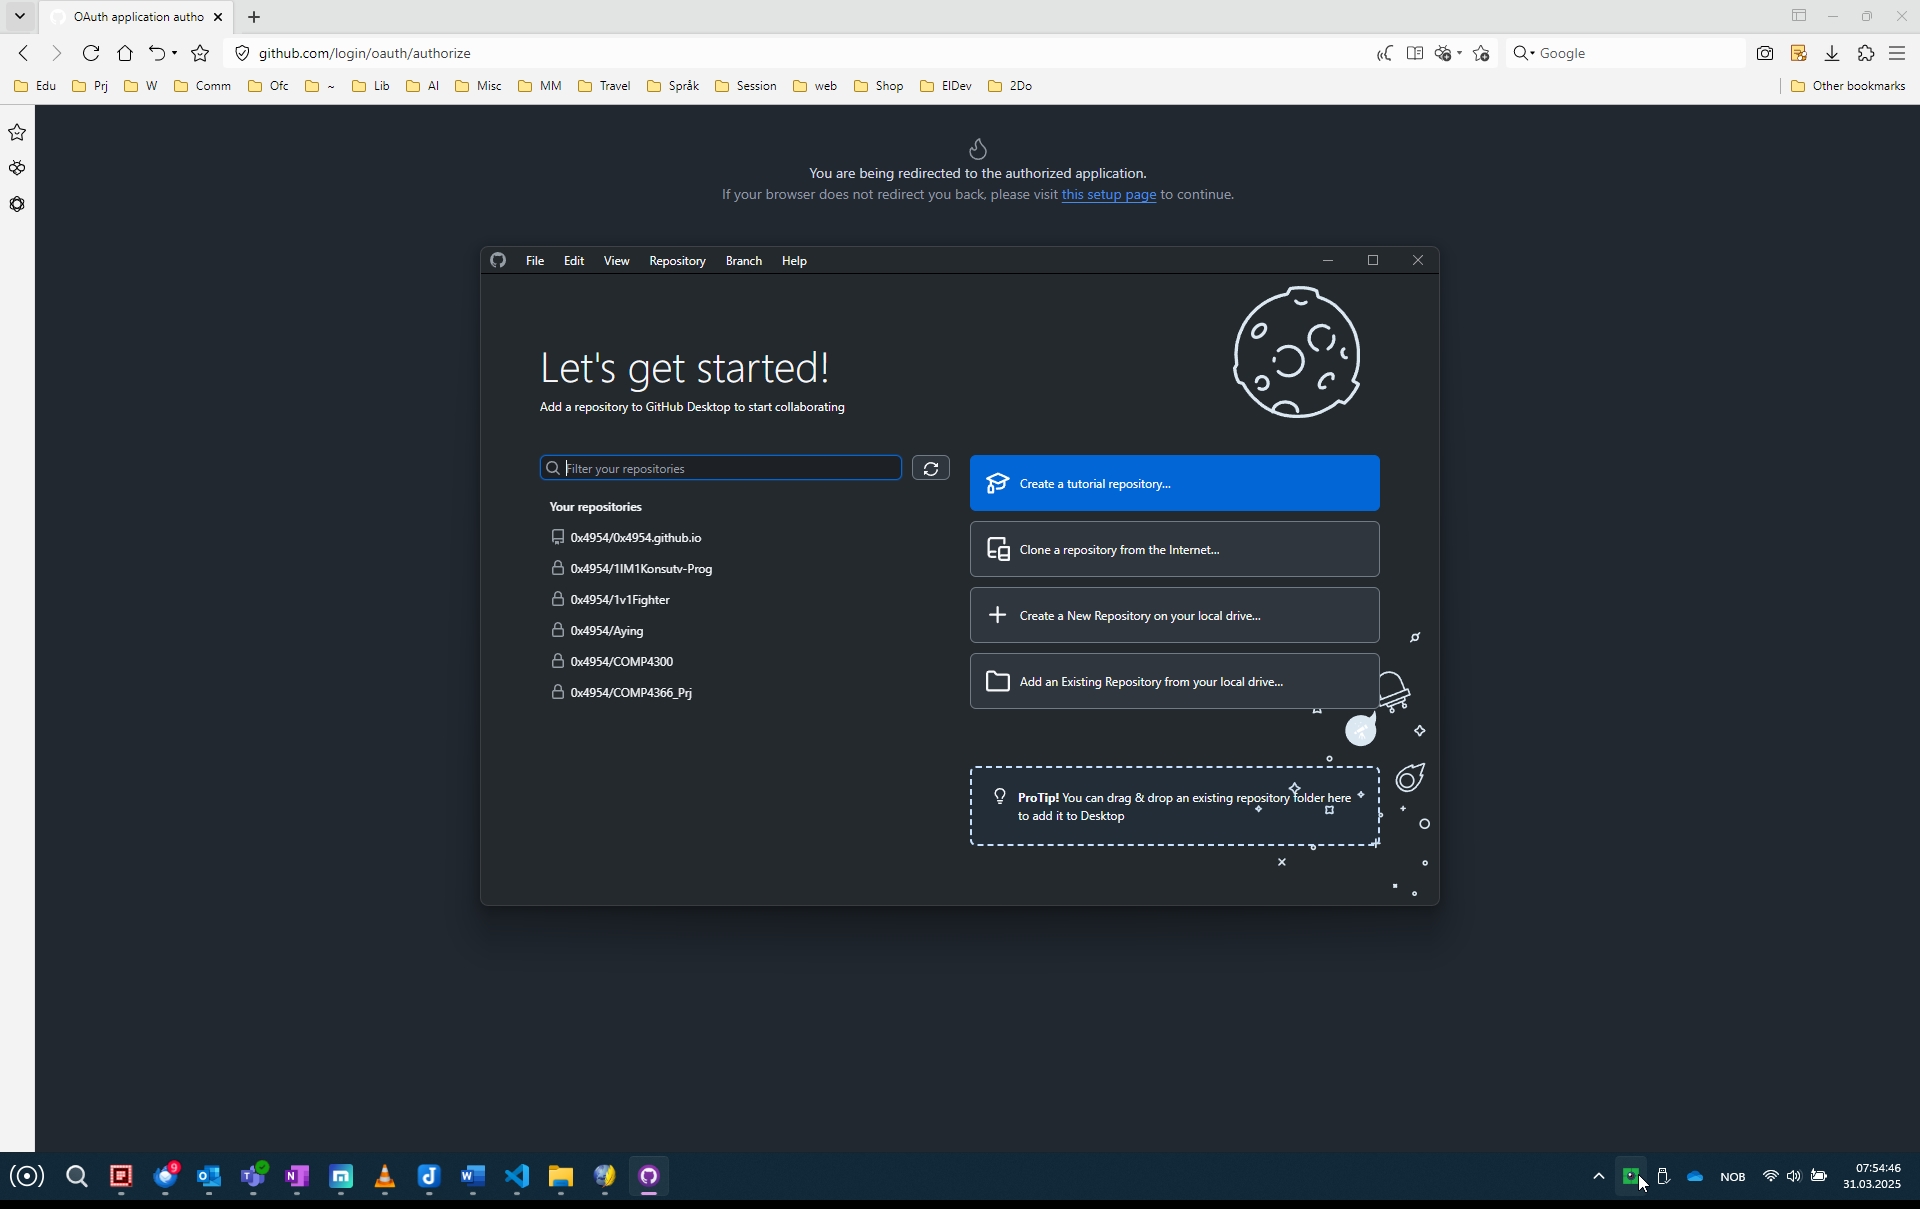 OAuth application autho
github.com/login/oauth/authorize
Google
Edu Prj W Comm Ofc ~ Lib AI Misc MM Travel Språk Session web Shop ElDev 2Do Other bookmarks
You are being redirected to the authorized application.
If your browser does not redirect you back, please visit this setup page to continue.
File Edit View Repository Branch Help
Let's get started!
Add a repository to GitHub Desktop to start collaborating
Filter your repositories
Your repositories
0x4954/0x4954.github.io
0x4954/1IM1Konsutv-Prog
0x4954/1v1Fighter
0x4954/Aying
0x4954/COMP4300
0x4954/COMP4366_Prj
Create a tutorial repository...
Clone a repository from the Internet...
Create a New Repository on your local drive...
Add an Existing Repository from your local drive...
ProTip! You can drag & drop an existing repository folder here
to add it to Desktop
9
NOB
07:54:46
31.03.2025